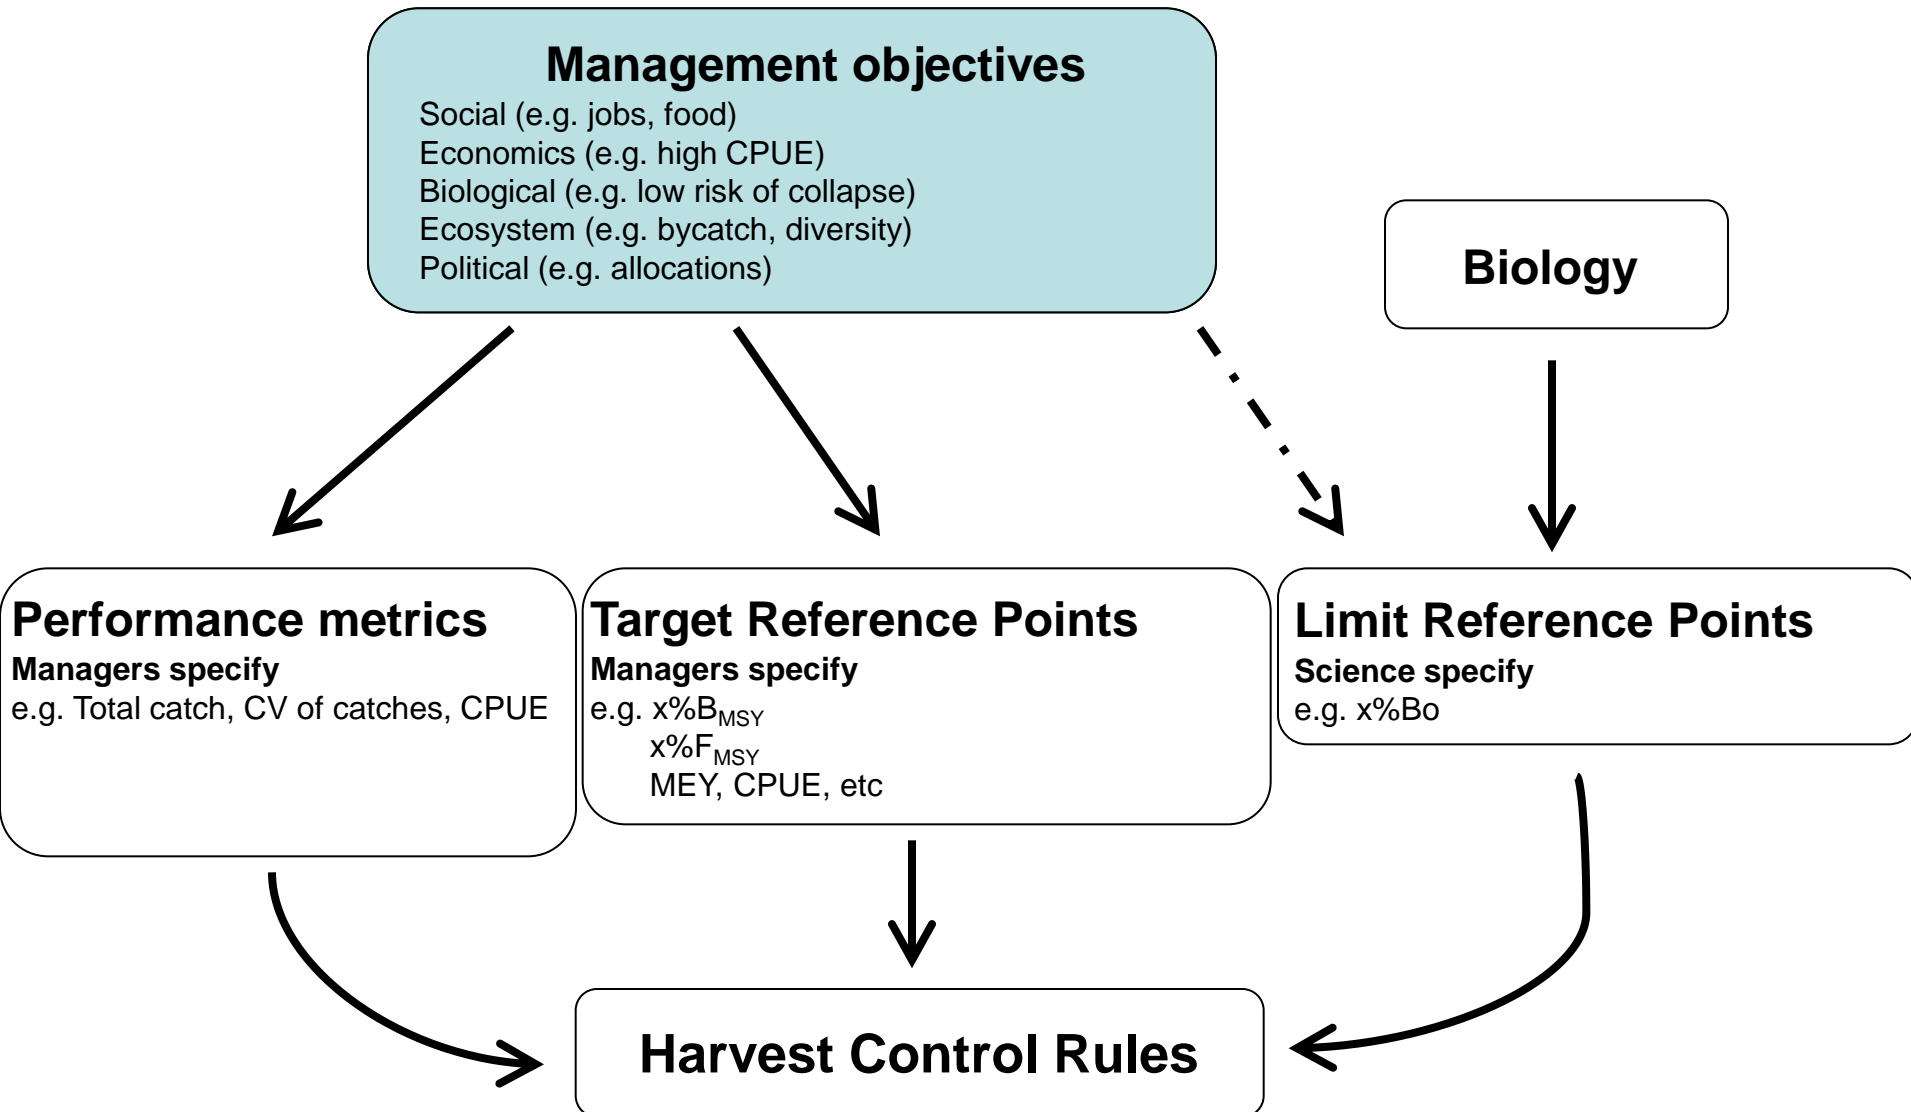 Management objectives
Social (e.g. jobs, food)
Economics (e.g. high CPUE)
Biological (e.g. low risk of collapse)
Ecosystem (e.g. bycatch, diversity)
Political (e.g. allocations)
Biology
Performance metrics
Managers specify
e.g. Total catch, CV of catches, CPUE
Target Reference Points
Managers specify
e.g. x%BMSY
x%FMSY
MEY, CPUE, etc
Limit Reference Points
Science specify
e.g. x%Bo
Harvest Control Rules